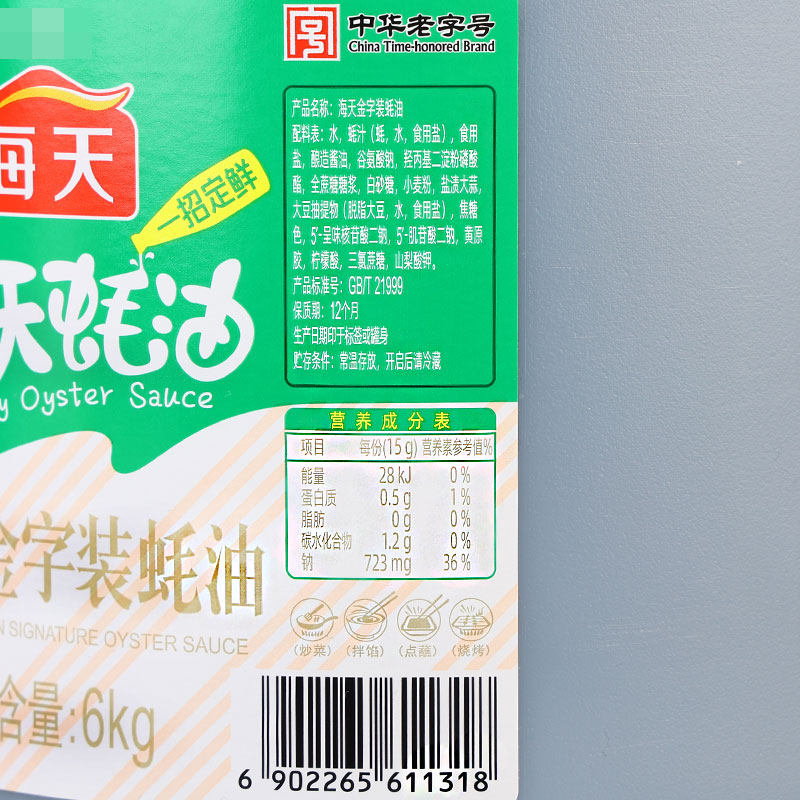 中华老字号
China Time-honored Brand
海天
一招定鲜
蚝油
Oyster Sauce
产品名称：海天金字装蚝油
配料表：水，蚝汁（蚝，水，食用盐），食用
盐，酿造酱油，谷氨酸钠，羟丙基二淀粉磷酸
酯，全蔗糖糖浆，白砂糖，小麦粉，盐渍大蒜，
大豆抽提物（脱脂大豆，水，食用盐），焦糖
色，5'-呈味核苷酸二钠，5'-肌苷酸二钠，黄原
胶，柠檬酸，三氯蔗糖，山梨酸钾。
产品标准号：GB/T 21999
保质期：12个月
生产日期印于标签或罐身
贮存条件：常温存放，开启后请冷藏
营养成分表
项目 每份(15 g) 营养素参考值%
能量 28 kJ 0 %
蛋白质 0.5 g 1 %
脂肪 0 g 0 %
碳水化合物 1.2 g 0 %
钠 723 mg 36 %
金字装蚝油
SIGNATURE OYSTER SAUCE
(炒菜) (拌馅) (点蘸) (烧烤)
含量:6kg
6 902265 611318